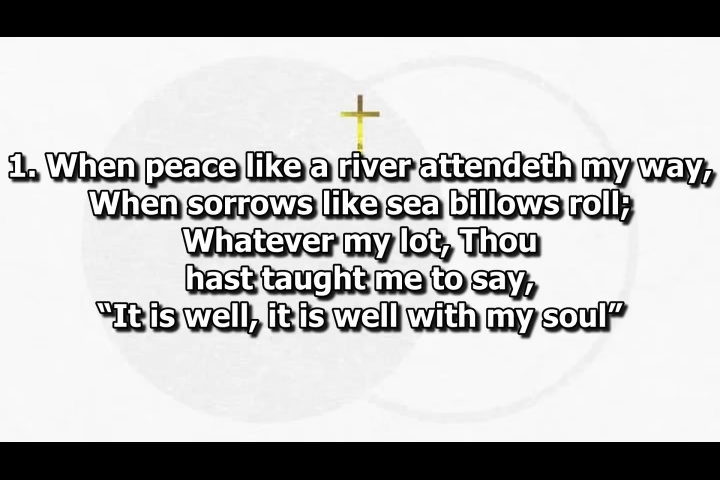 1. When peace like a river attendeth my way,
When sorrows like sea billows roll;
Whatever my lot, Thou
hast taught me to say,
“It is well, it is well with my soul”